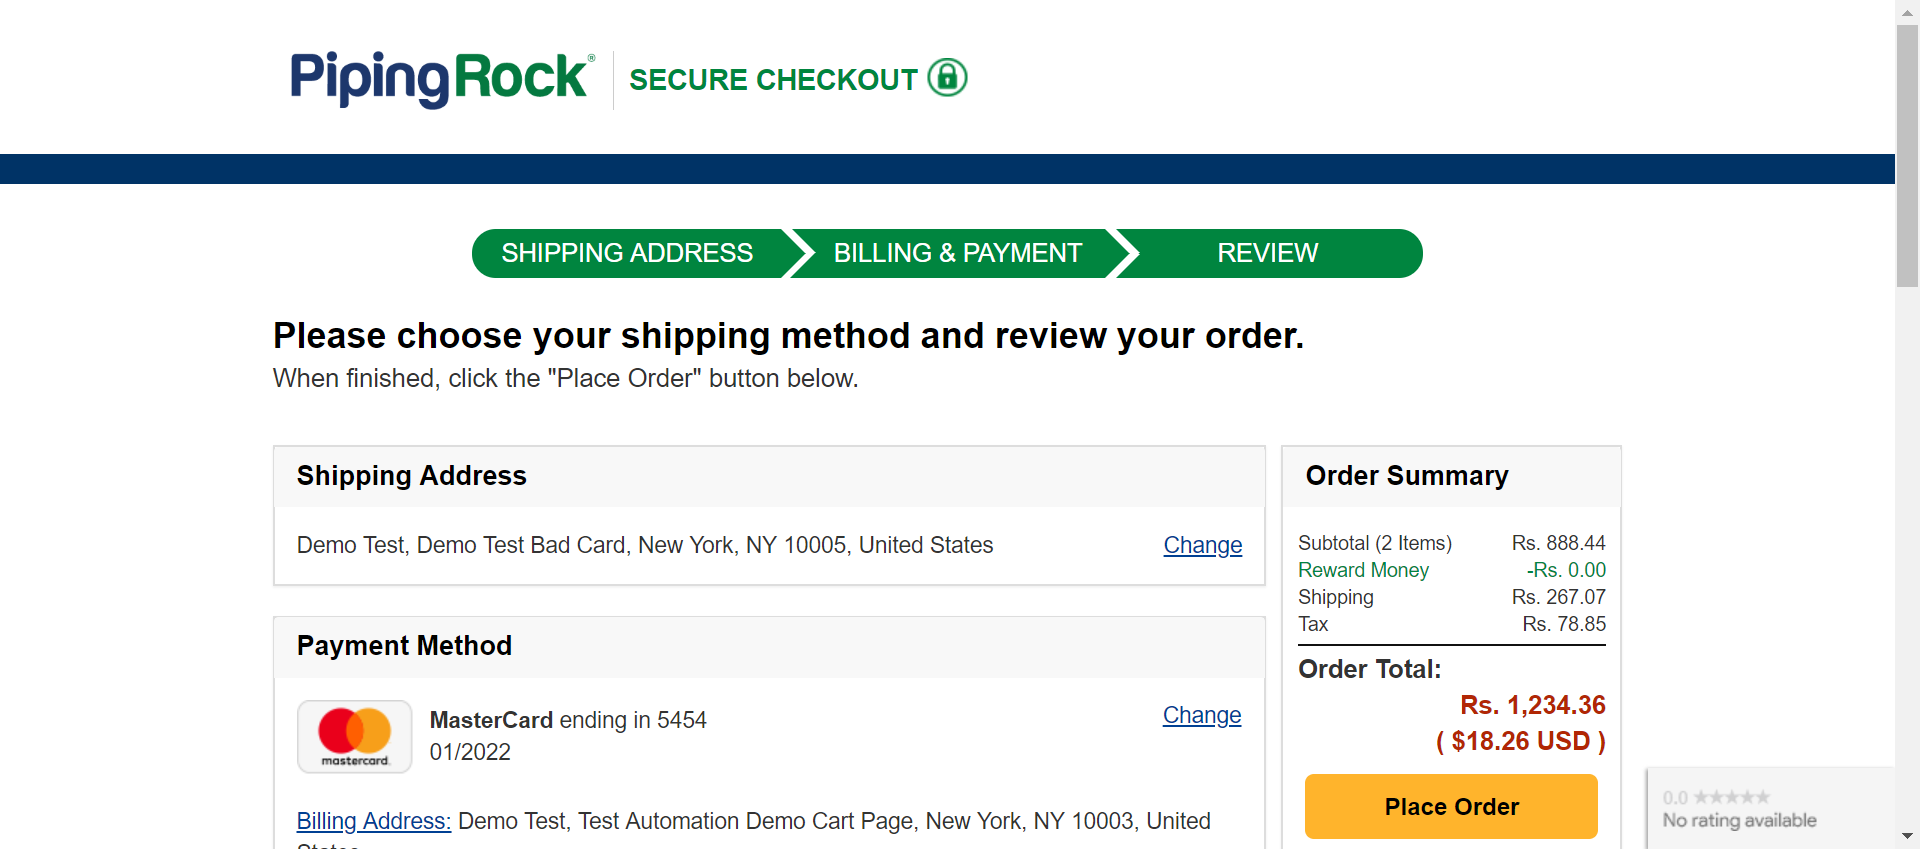 PipingRock®
SECURE CHECKOUT
SHIPPING ADDRESS
BILLING & PAYMENT
REVIEW
Please choose your shipping method and review your order.
When finished, click the "Place Order" button below.
Shipping Address
Demo Test, Demo Test Bad Card, New York, NY 10005, United States
Change
Payment Method
mastercard.
MasterCard ending in 5454
01/2022
Change
Billing Address: Demo Test, Test Automation Demo Cart Page, New York, NY 10003, United
States
Order Summary
Subtotal (2 Items) Rs. 888.44
Reward Money -Rs. 0.00
Shipping Rs. 267.07
Tax Rs. 78.85
Order Total:
Rs. 1,234.36
( $18.26 USD )
Place Order
0.0 ★★★★★
No rating available